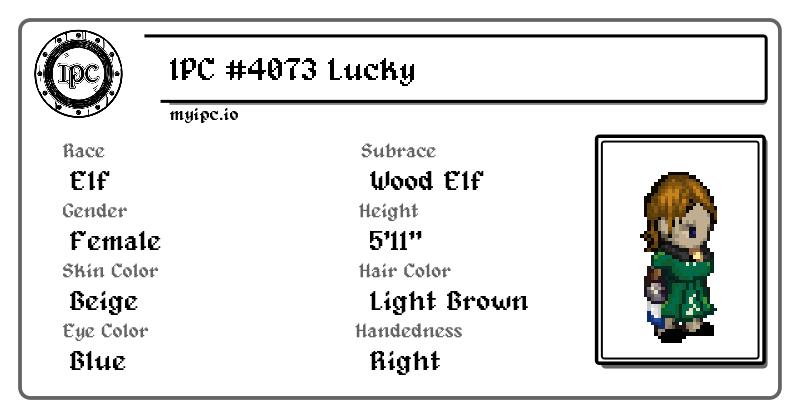 IPC
IPC #4073 Lucky
myipc.io
Race
Elf
Subrace
Wood Elf
Gender
Female
Height
5'11"
Skin Color
Beige
Hair Color
Light Brown
Eye Color
Blue
Handedness
Right